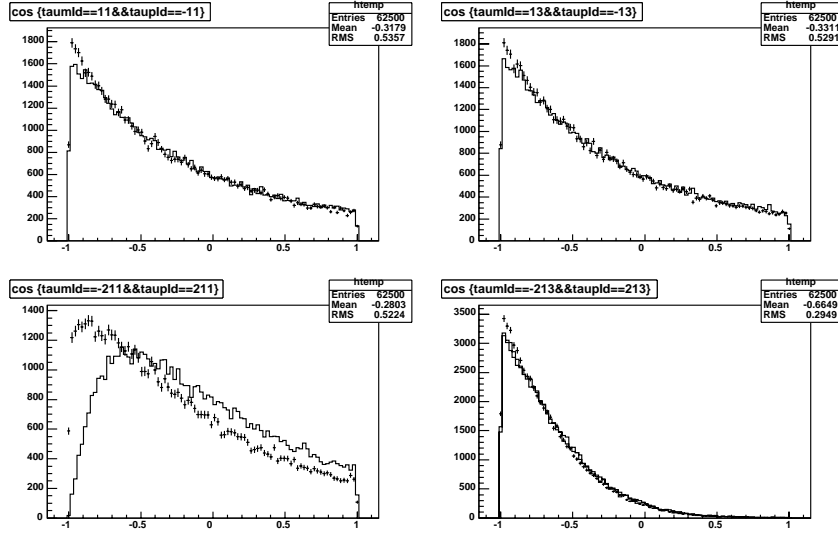 cos {taumId==11&&taupId==-11}
htemp
Entries 62500
Mean -0.3179
RMS 0.5357
1800
1600
1400
1200
1000
800
600
400
200
0
-1 -0.5 0 0.5 1
cos {taumId==13&&taupId==-13}
htemp
Entries 62500
Mean -0.3311
RMS 0.5291
1800
1600
1400
1200
1000
800
600
400
200
0
-1 -0.5 0 0.5 1
cos {taumId==-211&&taupId==211}
htemp
Entries 62500
Mean -0.2803
RMS 0.5224
1400
1200
1000
800
600
400
200
0
-1 -0.5 0 0.5 1
cos {taumId==-213&&taupId==213}
htemp
Entries 62500
Mean -0.6649
RMS 0.2949
3500
3000
2500
2000
1500
1000
500
0
-1 -0.5 0 0.5 1